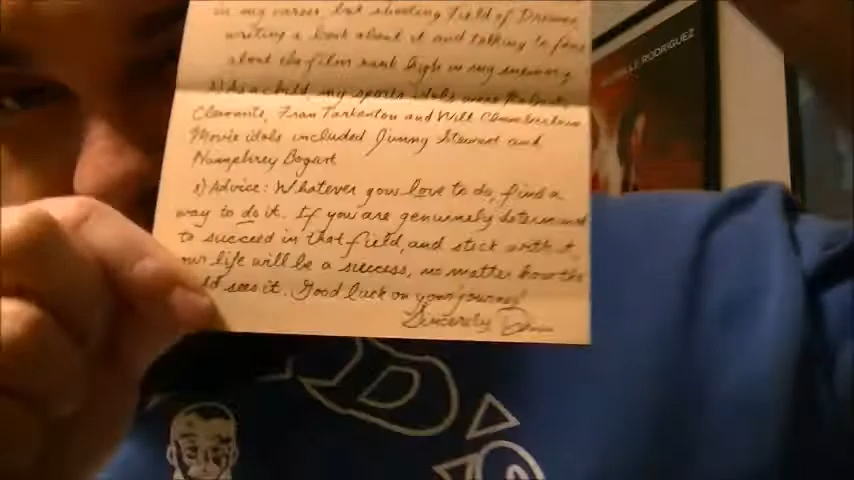 in my career, but shooting Field of Dreams,
writing a book about it and talking to fans
about the film rank high in my memory
As a child, my sports idols were Roberto
Clemente, Fran Tarkenton and Wilt Chamberlain
Movie idols included Jimmy Stewart and
Humphrey Bogart
Advice: Whatever you love to do, find a
way to do it. If you are genuinely determined
to succeed in that field, and stick with it,
life will be a success, no matter how the
sees it. Good luck on your journey
Sincerely
RODRIGUEZ